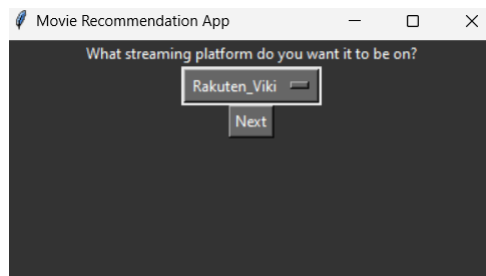 Movie Recommendation App
What streaming platform do you want it to be on?
Rakuten_Viki
Next